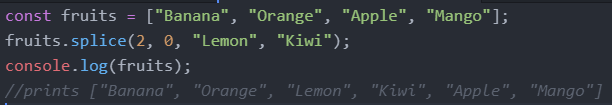 const fruits = ["Banana", "Orange", "Apple", "Mango"];
fruits.splice(2, 0, "Lemon", "Kiwi");
console.log(fruits);
//prints ["Banana", "Orange", "Lemon", "Kiwi", "Apple", "Mango"]